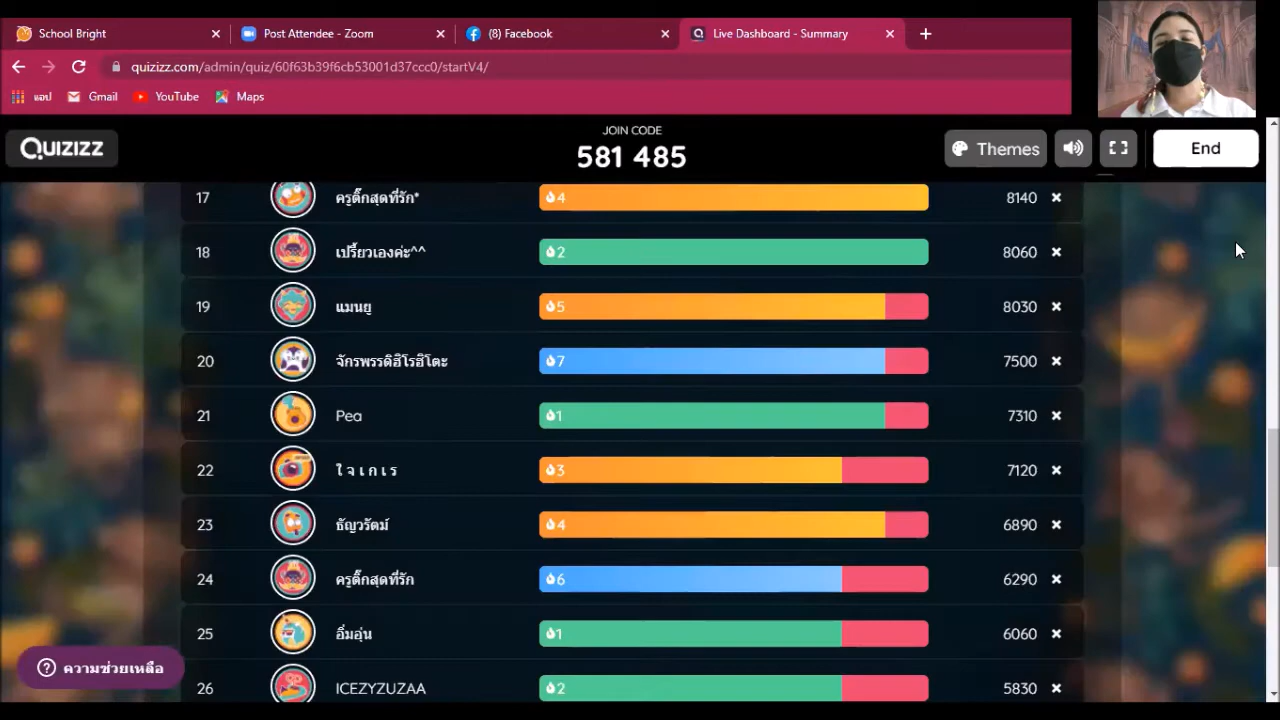 School Bright
Post Attendee - Zoom
(8) Facebook
Live Dashboard - Summary
quizizz.com/admin/quiz/60f63b39f6cb53001d37ccc0/startV4/
แอป
Gmail
YouTube
Maps
Quizizz
JOIN CODE
581 485
Themes
End
17 ครูติ๊กสุดที่รัก* 4 8140
18 เปรี้ยวเองค่ะ^^ 2 8060
19 แมนยู 5 8030
20 จักรพรรดิฮิโรฮิโตะ 7 7500
21 Pea 1 7310
22 ใ จ เ ก เ ร 3 7120
23 ธัญวรัตม์ 4 6890
24 ครูติ๊กสุดที่รัก 6 6290
25 อิ่มอุ่น 1 6060
26 ICEZYZUZAA 2 5830
ความช่วยเหลือ